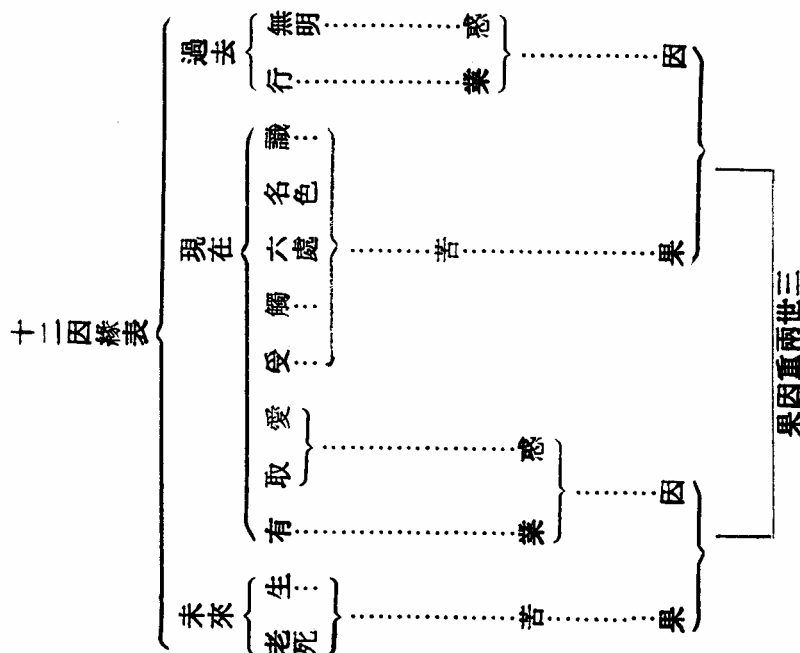 十二因緣表
過去
無明
惑
行
業
因
現在
識
名色
六處
觸
受
苦
果
愛
取
惑
有
業
因
未來
生
老死
苦
果
三世兩重因果